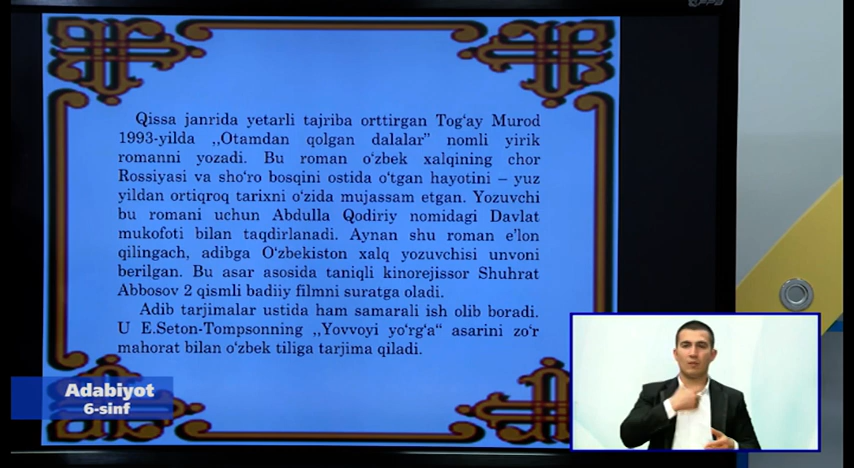 Qissa janrida yetarli tajriba orttirgan Tog‘ay Murod
1993-yilda ,,Otamdan qolgan dalalar” nomli yirik
romanni yozadi. Bu roman o‘zbek xalqining chor
Rossiyasi va sho‘ro bosqini ostida o‘tgan hayotini – yuz
yildan ortiqroq tarixni o‘zida mujassam etgan. Yozuvchi
bu romani uchun Abdulla Qodiriy nomidagi Davlat
mukofoti bilan taqdirlanadi. Aynan shu roman e’lon
qilingach, adibga O‘zbekiston xalq yozuvchisi unvoni
berilgan. Bu asar asosida taniqli kinorejissor Shuhrat
Abbosov 2 qismli badiiy filmni suratga oladi.
Adib tarjimalar ustida ham samarali ish olib boradi.
U E.Seton-Tompsonning ,,Yovvoyi yo‘rg‘a“ asarini zo‘r
mahorat bilan o‘zbek tiliga tarjima qiladi.
Adabiyot
6-sinf